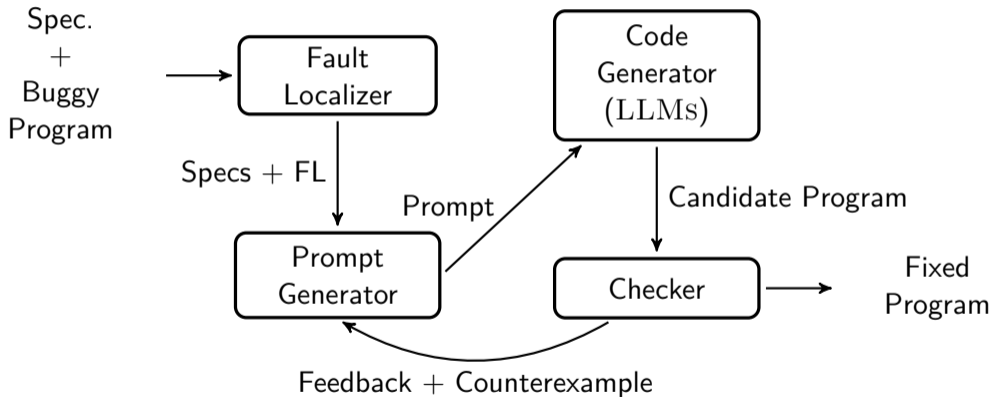 Spec.
+
Buggy
Program
Fault
Localizer
Specs + FL
Prompt
Generator
Prompt
Code
Generator
(LLMs)
Candidate Program
Checker
Fixed
Program
Feedback + Counterexample